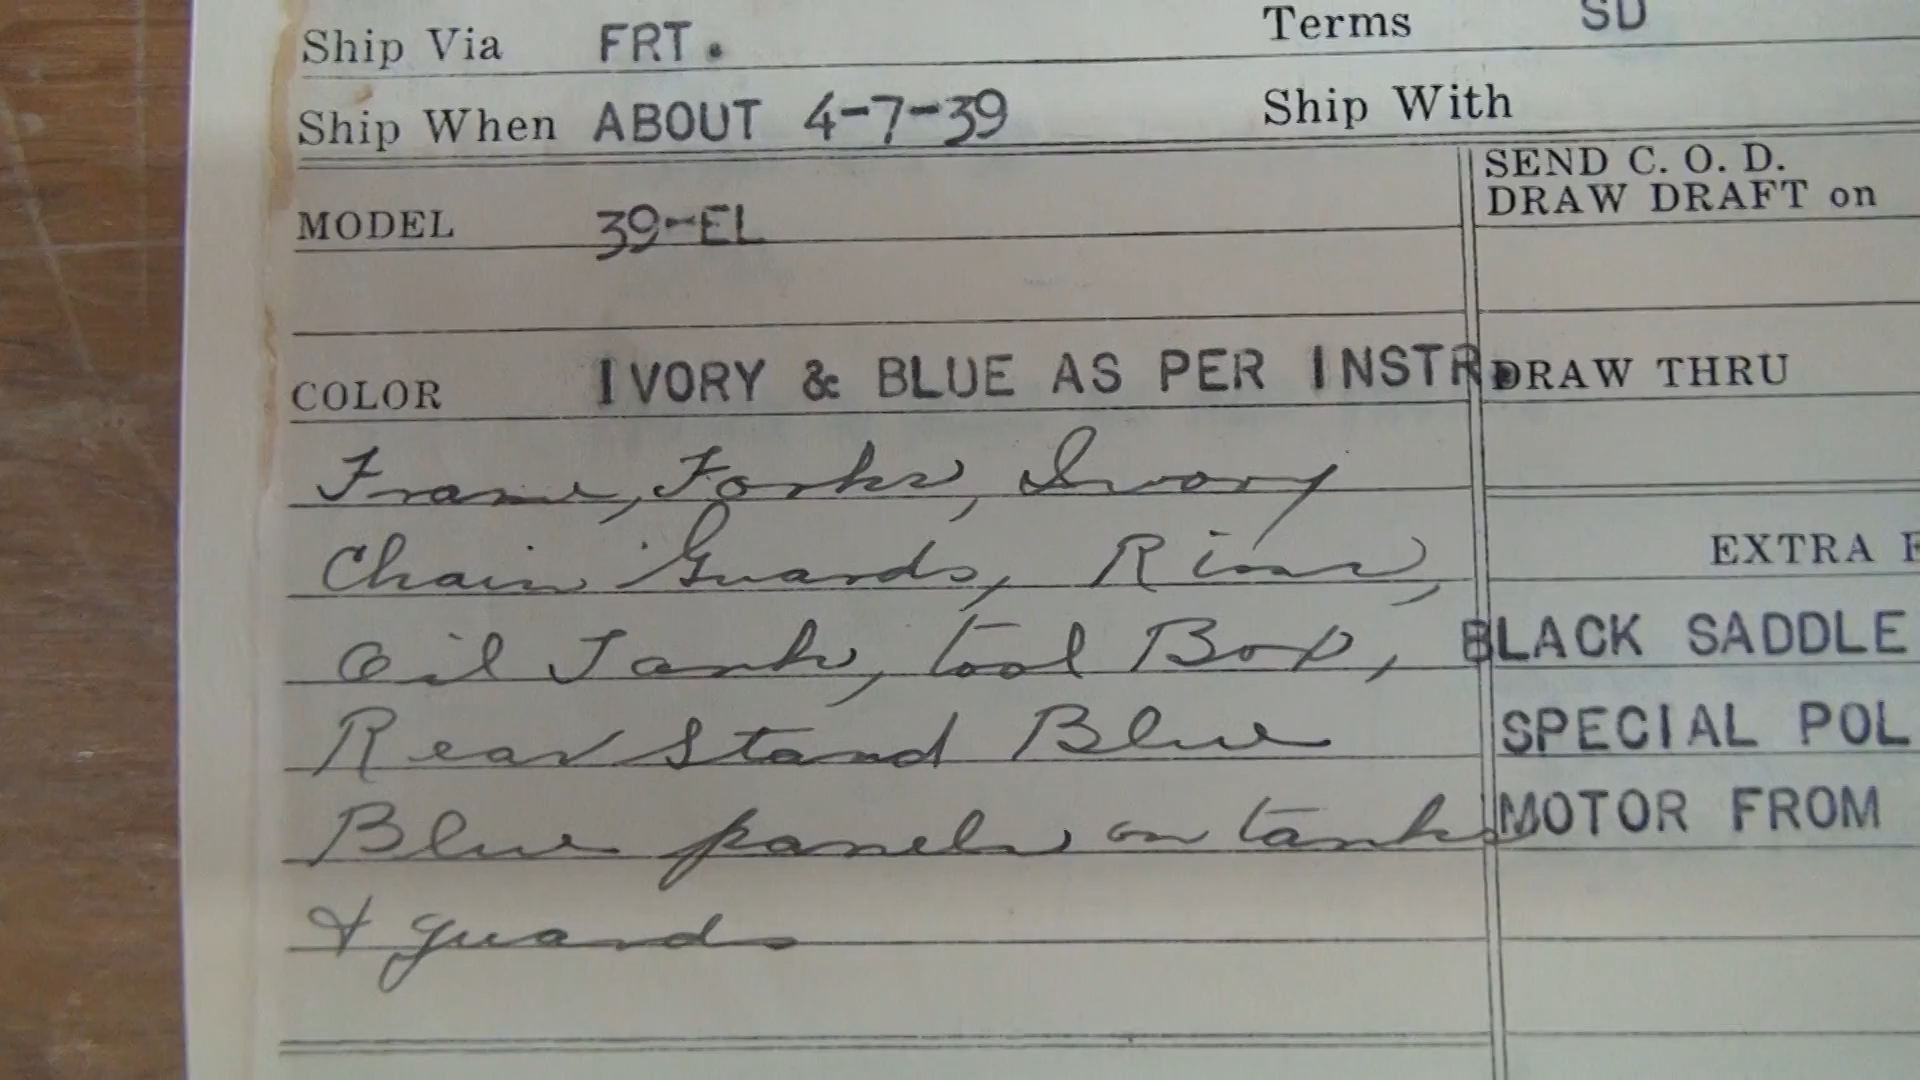 Ship Via FRT. Terms SD
Ship When ABOUT 4-7-39 Ship With
MODEL 39-EL
SEND C. O. D.
DRAW DRAFT on
COLOR IVORY & BLUE AS PER INSTR.
DRAW THRU
Frame, Forks, Ivory
Chain Guards, Rims,
EXTRA
Oil Tank, tool Box,
BLACK SADDLE
Rear Stand Blue
SPECIAL POL
Blue panels on tanks
MOTOR FROM
& guards